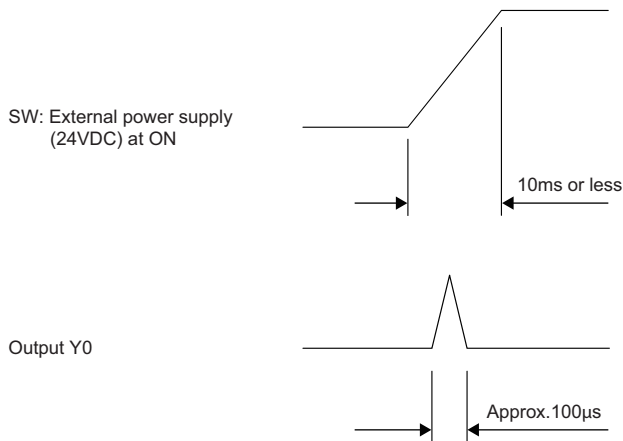 SW: External power supply
(24VDC) at ON
10ms or less
Output Y0
Approx.100μs